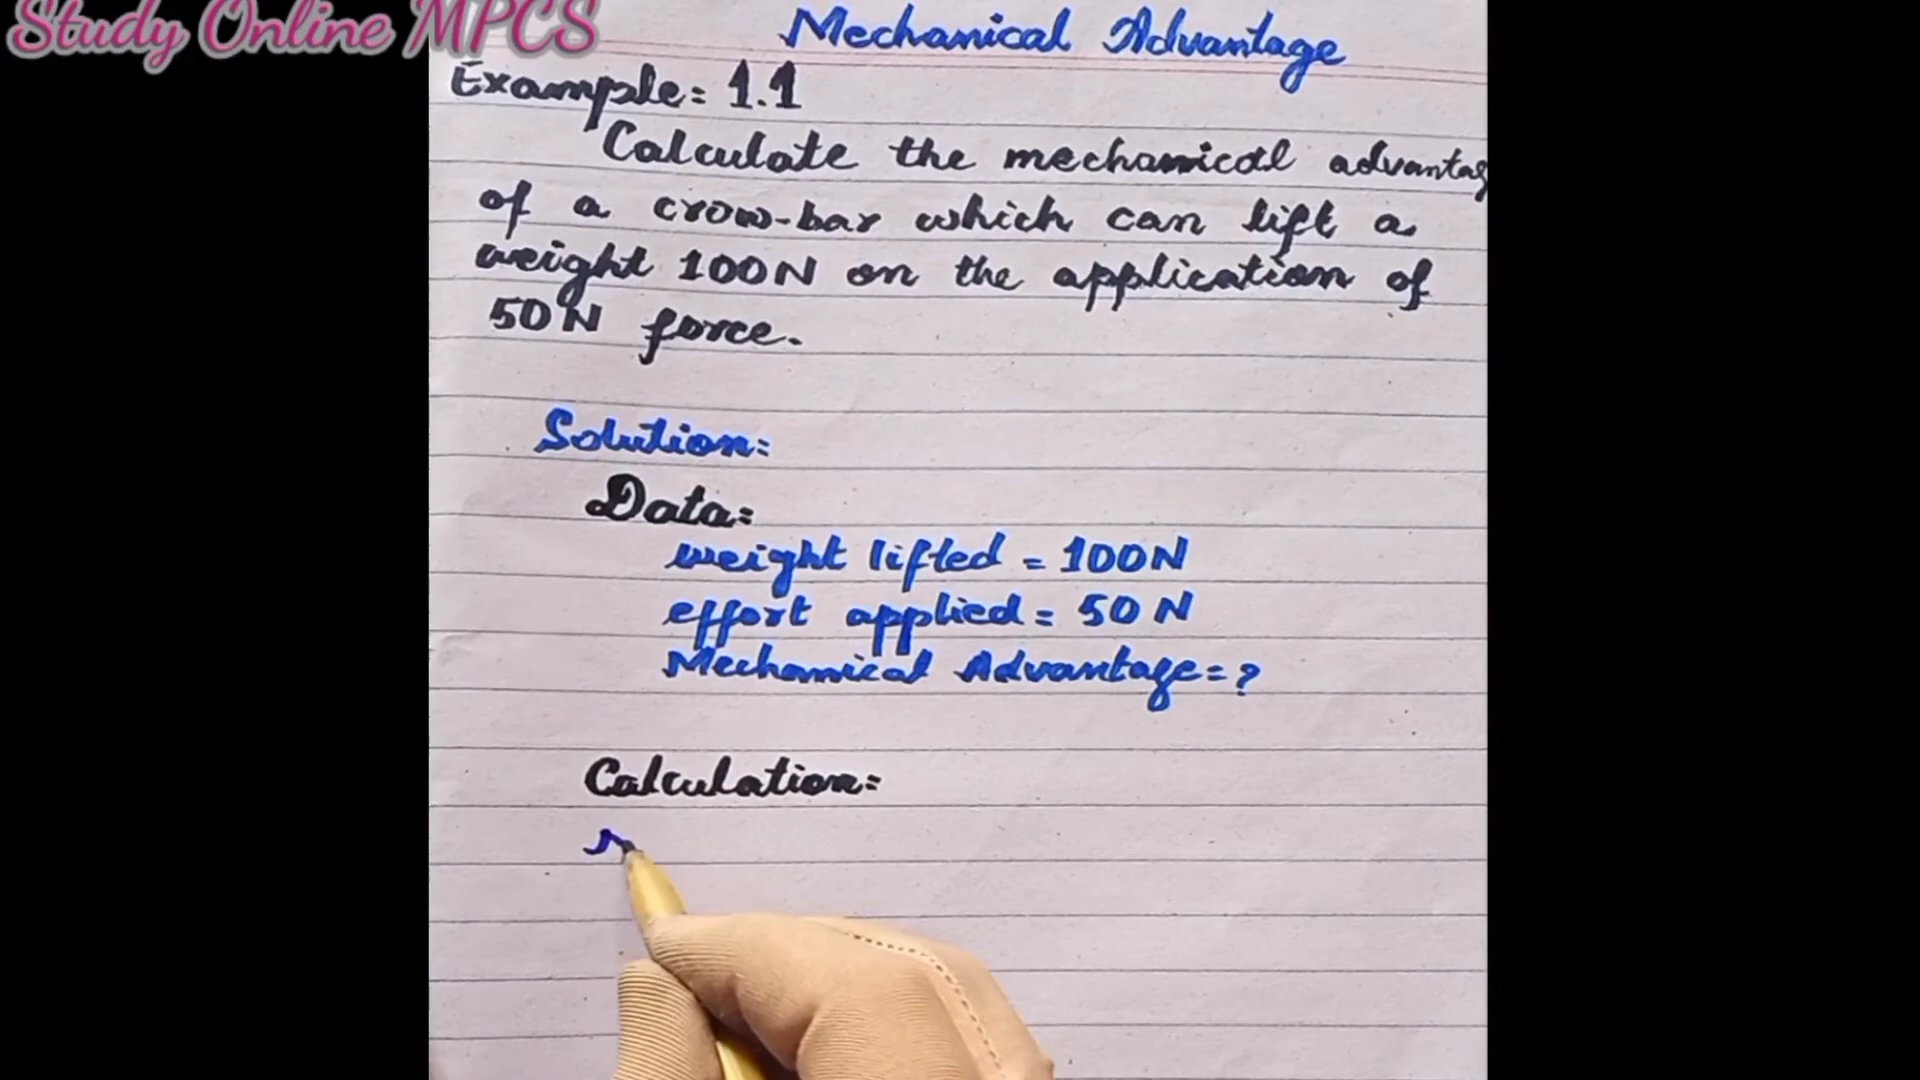 Study Online MPCS
Mechanical Advantage
Example= 1.1
Calculate the mechanical advantag
of a crow-bar which can lift a
weight 100N on the application of
50N force.
Solution=
Data=
weight lifted = 100N
effort applied = 50 N
Mechanical Advantage= ?
Calculation=